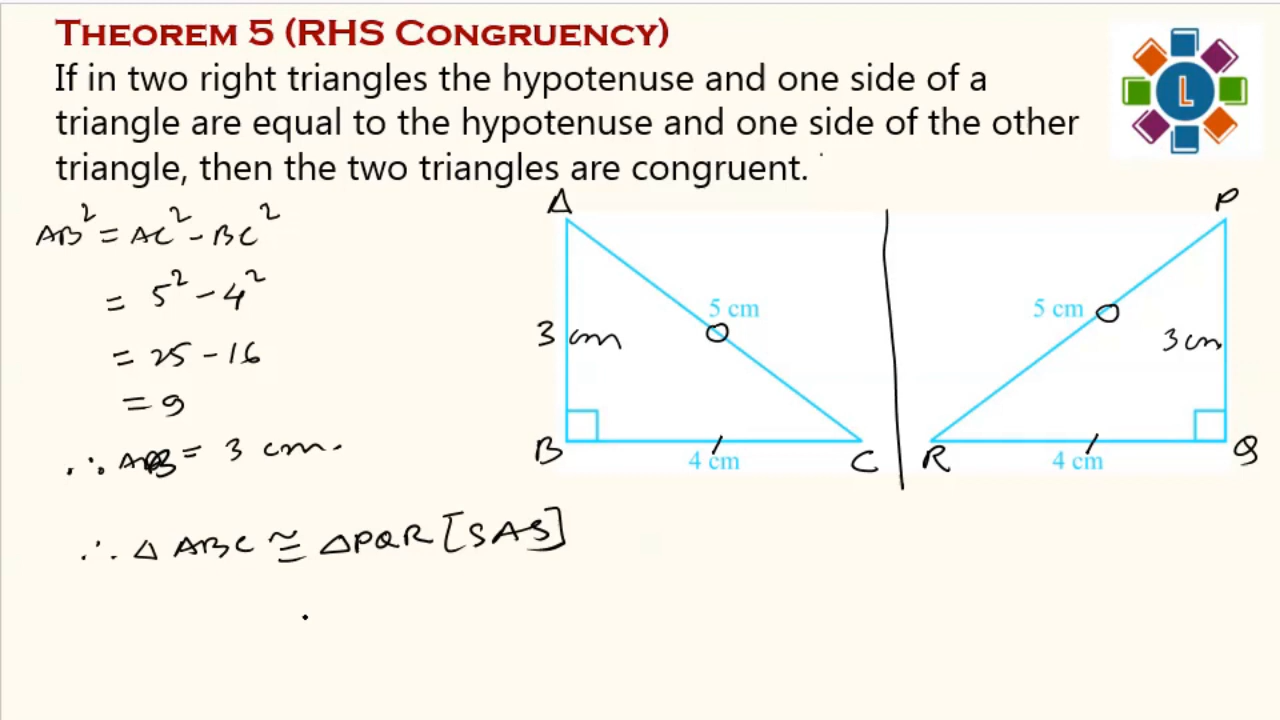 THEOREM 5 (RHS CONGRUENCY)
If in two right triangles the hypotenuse and one side of a
triangle are equal to the hypotenuse and one side of the other
triangle, then the two triangles are congruent.
L
AB² = AC² - BC²
= 5² - 4²
= 25 - 16
= 9
∴ AB = 3 cm.
∴ △ ABC ≅ △PQR [SAS]
A
5 cm
3 cm
B
4 cm
C
P
5 cm
3 cm
R
4 cm
Q